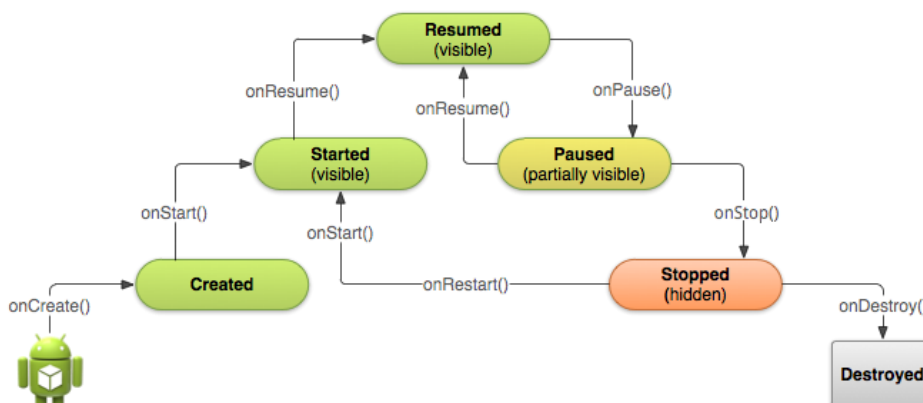 Resumed
(visible)
onResume()
onResume()
onPause()
Started
(visible)
Paused
(partially visible)
onStart()
onStart()
onStop()
Created
onRestart()
Stopped
(hidden)
onCreate()
onDestroy(
Destroyed